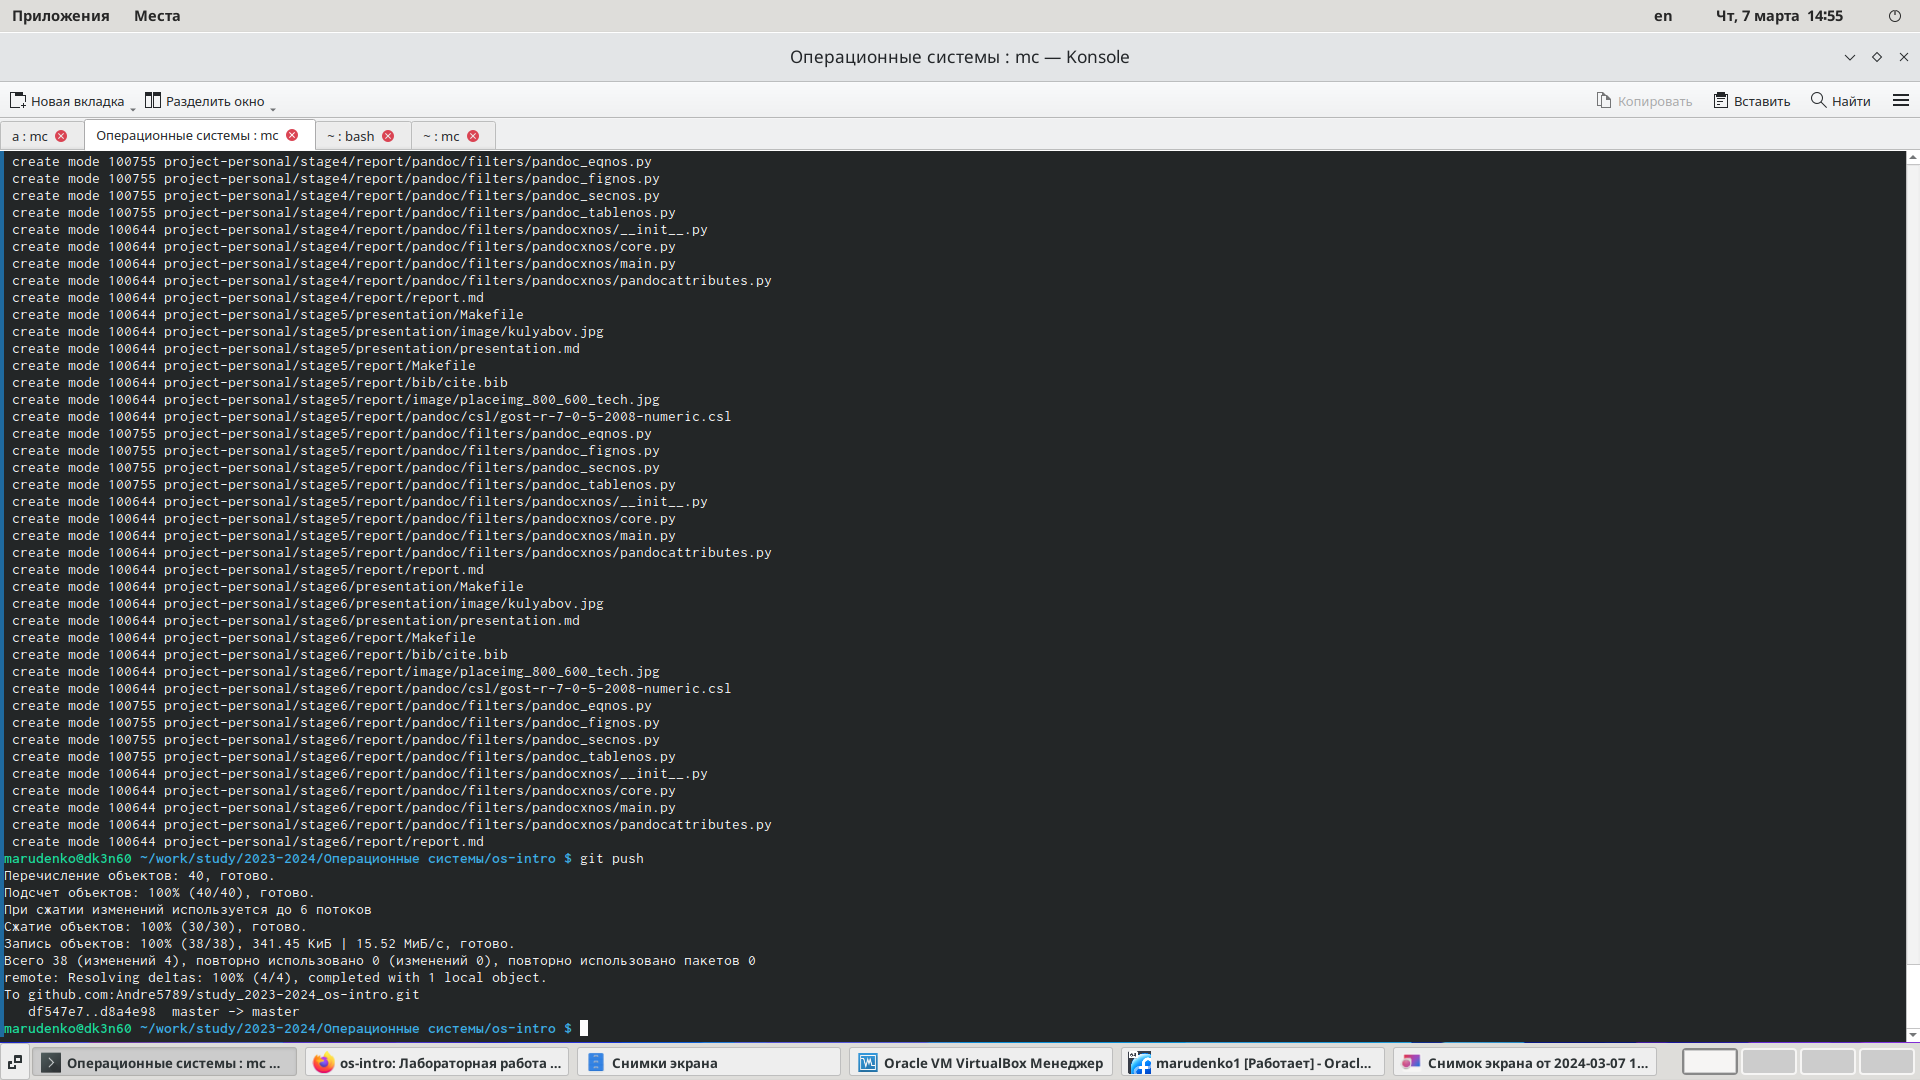 Приложения Места en Чт, 7 марта 14:55
Операционные системы : mc — Konsole
Новая вкладка Разделить окно Копировать Вставить Найти
a : mc Операционные системы : mc ~ : bash ~ : mc
create mode 100755 project-personal/stage4/report/pandoc/filters/pandoc_eqnos.py
create mode 100755 project-personal/stage4/report/pandoc/filters/pandoc_fignos.py
create mode 100755 project-personal/stage4/report/pandoc/filters/pandoc_secnos.py
create mode 100755 project-personal/stage4/report/pandoc/filters/pandoc_tablenos.py
create mode 100644 project-personal/stage4/report/pandoc/filters/pandocxnos/__init__.py
create mode 100644 project-personal/stage4/report/pandoc/filters/pandocxnos/core.py
create mode 100644 project-personal/stage4/report/pandoc/filters/pandocxnos/main.py
create mode 100644 project-personal/stage4/report/pandoc/filters/pandocxnos/pandocattributes.py
create mode 100644 project-personal/stage4/report/report.md
create mode 100644 project-personal/stage5/presentation/Makefile
create mode 100644 project-personal/stage5/presentation/image/kulyabov.jpg
create mode 100644 project-personal/stage5/presentation/presentation.md
create mode 100644 project-personal/stage5/report/Makefile
create mode 100644 project-personal/stage5/report/bib/cite.bib
create mode 100644 project-personal/stage5/report/image/placeimg_800_600_tech.jpg
create mode 100644 project-personal/stage5/report/pandoc/csl/gost-r-7-0-5-2008-numeric.csl
create mode 100755 project-personal/stage5/report/pandoc/filters/pandoc_eqnos.py
create mode 100755 project-personal/stage5/report/pandoc/filters/pandoc_fignos.py
create mode 100755 project-personal/stage5/report/pandoc/filters/pandoc_secnos.py
create mode 100755 project-personal/stage5/report/pandoc/filters/pandoc_tablenos.py
create mode 100644 project-personal/stage5/report/pandoc/filters/pandocxnos/__init__.py
create mode 100644 project-personal/stage5/report/pandoc/filters/pandocxnos/core.py
create mode 100644 project-personal/stage5/report/pandoc/filters/pandocxnos/main.py
create mode 100644 project-personal/stage5/report/pandoc/filters/pandocxnos/pandocattributes.py
create mode 100644 project-personal/stage5/report/report.md
create mode 100644 project-personal/stage6/presentation/Makefile
create mode 100644 project-personal/stage6/presentation/image/kulyabov.jpg
create mode 100644 project-personal/stage6/presentation/presentation.md
create mode 100644 project-personal/stage6/report/Makefile
create mode 100644 project-personal/stage6/report/bib/cite.bib
create mode 100644 project-personal/stage6/report/image/placeimg_800_600_tech.jpg
create mode 100644 project-personal/stage6/report/pandoc/csl/gost-r-7-0-5-2008-numeric.csl
create mode 100755 project-personal/stage6/report/pandoc/filters/pandoc_eqnos.py
create mode 100755 project-personal/stage6/report/pandoc/filters/pandoc_fignos.py
create mode 100755 project-personal/stage6/report/pandoc/filters/pandoc_secnos.py
create mode 100755 project-personal/stage6/report/pandoc/filters/pandoc_tablenos.py
create mode 100644 project-personal/stage6/report/pandoc/filters/pandocxnos/__init__.py
create mode 100644 project-personal/stage6/report/pandoc/filters/pandocxnos/core.py
create mode 100644 project-personal/stage6/report/pandoc/filters/pandocxnos/main.py
create mode 100644 project-personal/stage6/report/pandoc/filters/pandocxnos/pandocattributes.py
create mode 100644 project-personal/stage6/report/report.md
marudenko@dk3n60 ~/work/study/2023-2024/Операционные системы/os-intro $ git push
Перечисление объектов: 40, готово.
Подсчет объектов: 100% (40/40), готово.
При сжатии изменений используется до 6 потоков
Сжатие объектов: 100% (30/30), готово.
Запись объектов: 100% (38/38), 341.45 КиБ | 15.52 МиБ/с, готово.
Всего 38 (изменений 4), повторно использовано 0 (изменений 0), повторно использовано пакетов 0
remote: Resolving deltas: 100% (4/4), completed with 1 local object.
To github.com:Andre5789/study_2023-2024_os-intro.git
df547e7..d8a4e98 master -> master
marudenko@dk3n60 ~/work/study/2023-2024/Операционные системы/os-intro $
Операционные системы : mc ... os-intro: Лабораторная работа ... Снимки экрана Oracle VM VirtualBox Менеджер marudenko1 [Работает] - Oracl... Снимок экрана от 2024-03-07 1...